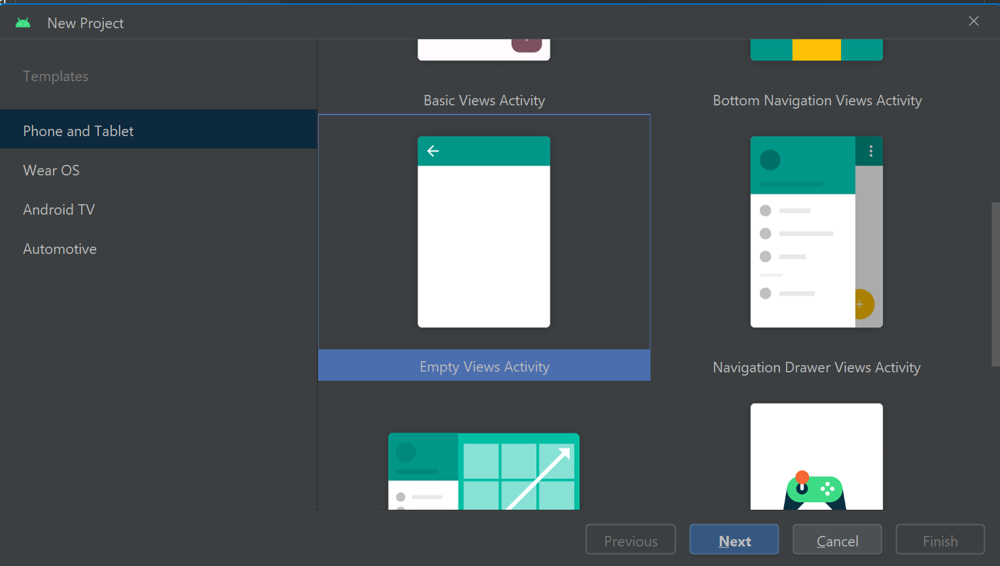 New Project
Templates
Phone and Tablet
Wear OS
Android TV
Automotive
Basic Views Activity
Bottom Navigation Views Activity
Empty Views Activity
Navigation Drawer Views Activity
Previous
Next
Cancel
Finish